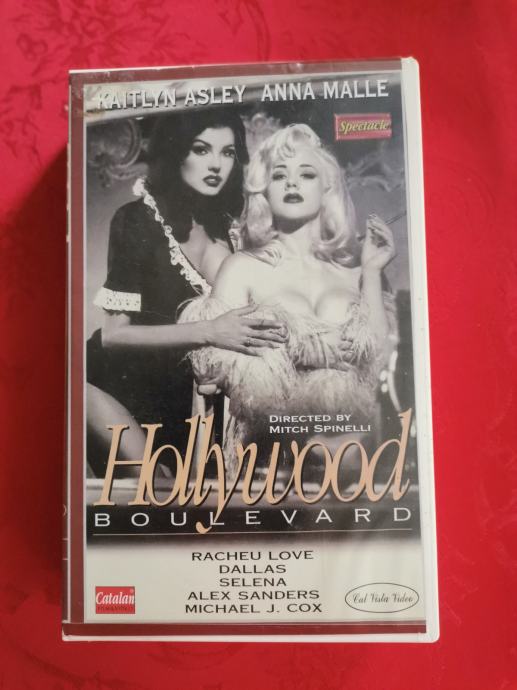 KAITLYN ASLEY ANNA MALLE
Spectacle
DIRECTED BY
MITCH SPINELLI
Hollywood
BOULEVARD
RACHEU LOVE
DALLAS
SELENA
ALEX SANDERS
MICHAEL J. COX
Catalan
Cal Vista Video